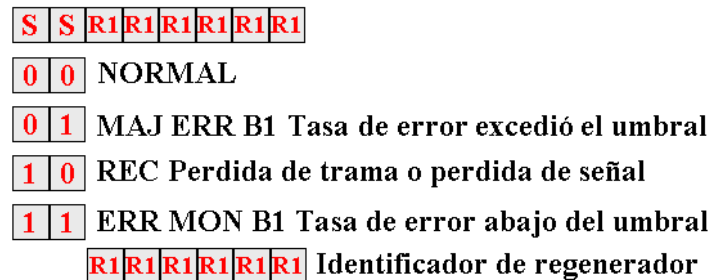 S S R1 R1 R1 R1 R1 R1
0 0 NORMAL
0 1 MAJ ERR B1 Tasa de error excedió el umbral
1 0 REC Perdida de trama o perdida de señal
1 1 ERR MON B1 Tasa de error abajo del umbral
R1 R1 R1 R1 R1 R1 Identificador de regenerador